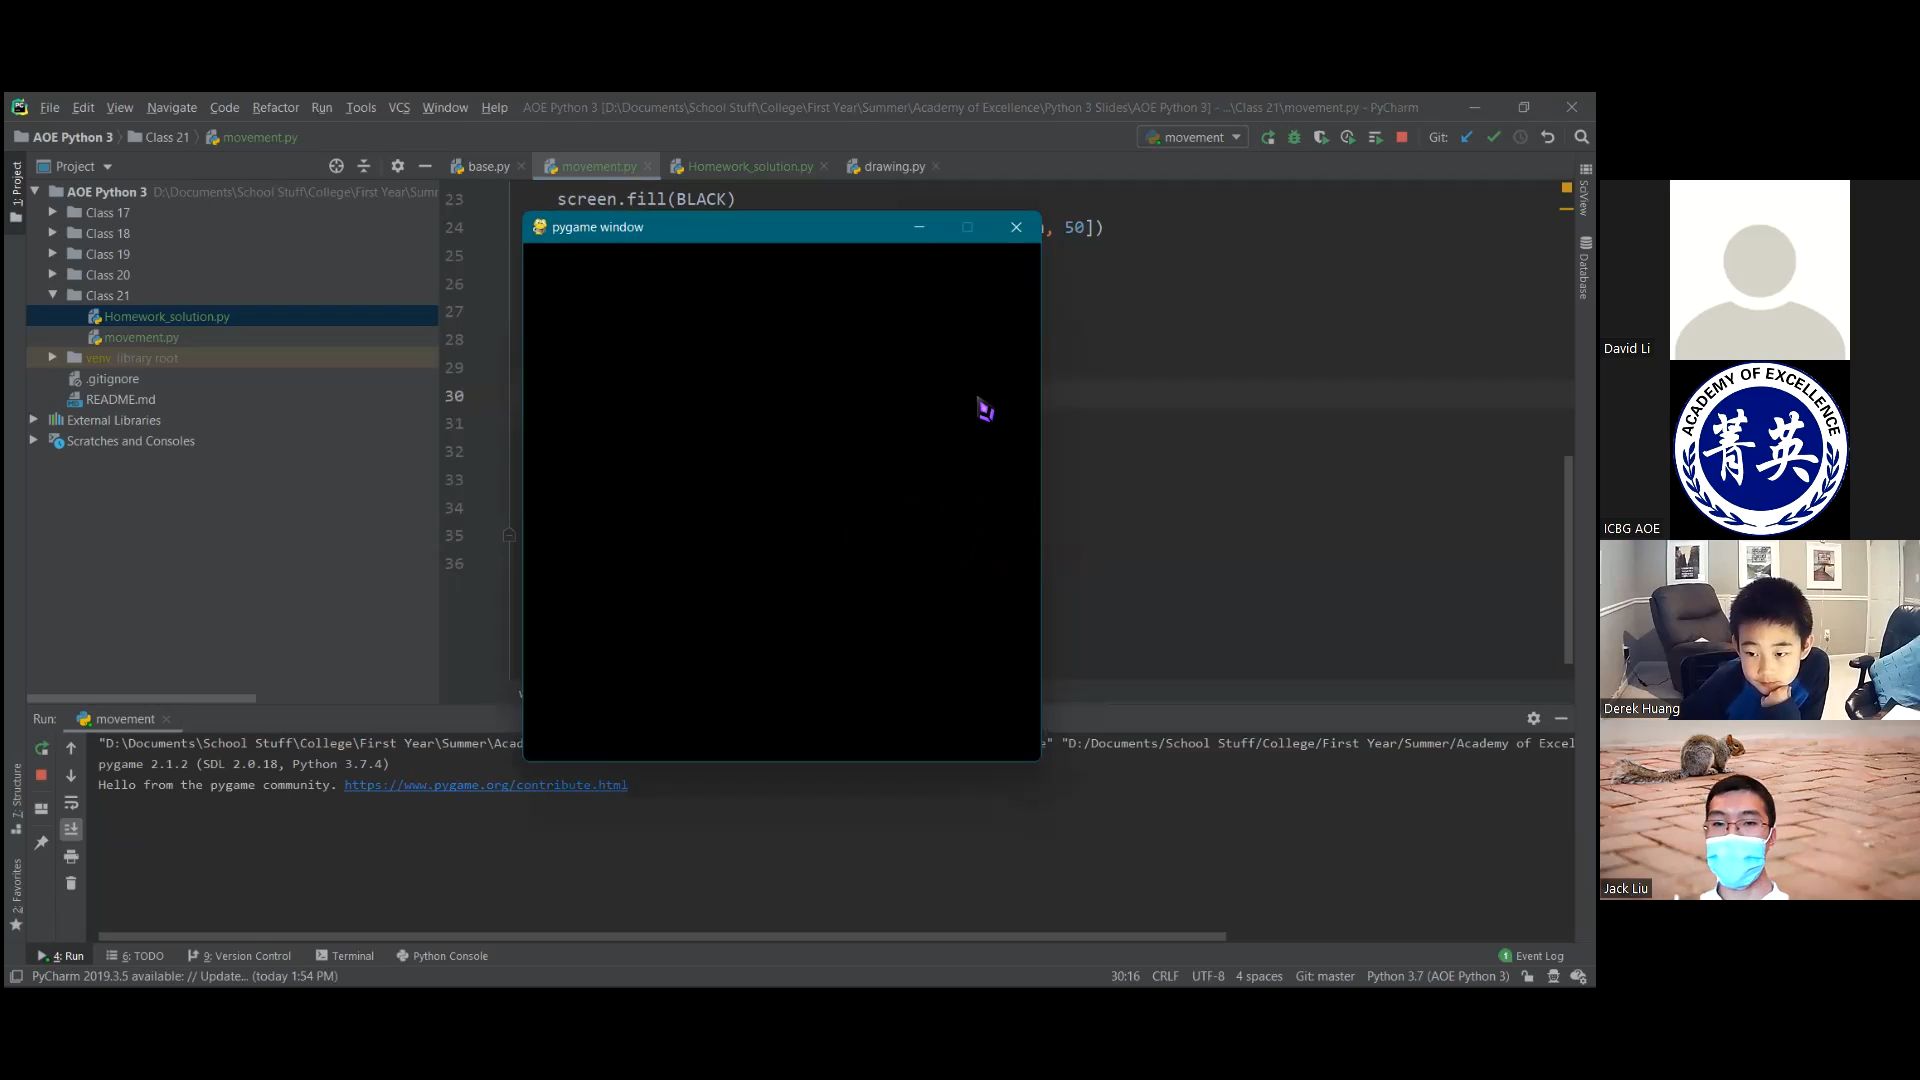 File Edit View Navigate Code Refactor Run Tools VCS Window Help AOE Python 3 [D:\Documents\School Stuff\College\First Year\Summer\Academy of Excellence\Python 3 Slides\AOE Python 3] - ...\Class 21\movement.py - PyCharm
AOE Python 3 Class 21 movement.py
movement
Git:
1: Project
Project
base.py
movement.py
Homework_solution.py
drawing.py
AOE Python 3 D:\Documents\School Stuff\College\First Year\Summ
Class 17
Class 18
Class 19
Class 20
Class 21
Homework_solution.py
movement.py
venv library root
.gitignore
README.md
External Libraries
Scratches and Consoles
23 screen.fill(BLACK)
24 , 50])
25
26
27
28
29
30
31
32
33
34
35
36
pygame window
SciView
Database
Run: movement
"D:\Documents\School Stuff\College\First Year\Summer\Acad e" "D:/Documents/School Stuff/College/First Year/Summer/Academy of Excel
pygame 2.1.2 (SDL 2.0.18, Python 3.7.4)
Hello from the pygame community. https://www.pygame.org/contribute.html
7: Structure
2: Favorites
4: Run 6: TODO 9: Version Control Terminal Python Console
1 Event Log
PyCharm 2019.3.5 available: // Update... (today 1:54 PM)
30:16 CRLF UTF-8 4 spaces Git: master Python 3.7 (AOE Python 3)
David Li
ACADEMY OF EXCELLENCE
菁英
ICBG AOE
Derek Huang
Jack Liu